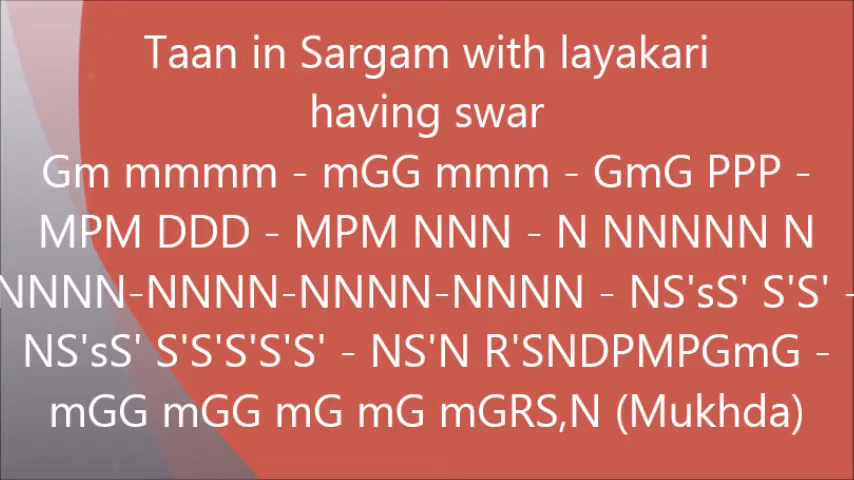 Taan in Sargam with layakari
having swar
Gm mmmm - mGG mmm - GmG PPP -
MPM DDD - MPM NNN - N NNNNN N
NNNN-NNNN-NNNN-NNNN - NS'sS' S'S' -
NS'sS' S'S'S'S'S' - NS'N R'SNDPMPGmG -
mGG mGG mG mG mGRS,N (Mukhda)